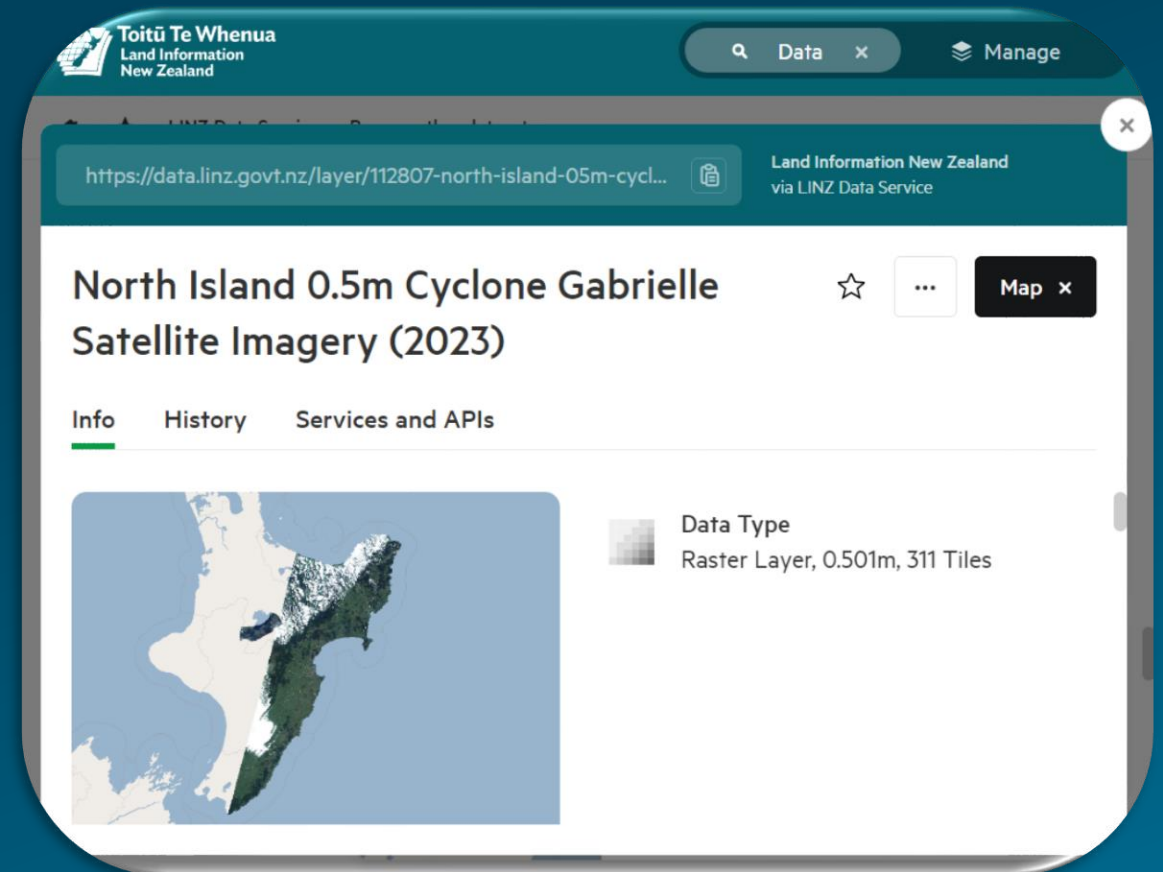 Toitū Te Whenua
Land Information
New Zealand
Data ×
Manage
https://data.linz.govt.nz/layer/112807-north-island-05m-cycl...
Land Information New Zealand
via LINZ Data Service
North Island 0.5m Cyclone Gabrielle
Satellite Imagery (2023)
...
Map ×
Info History Services and APIs
Data Type
Raster Layer, 0.501m, 311 Tiles